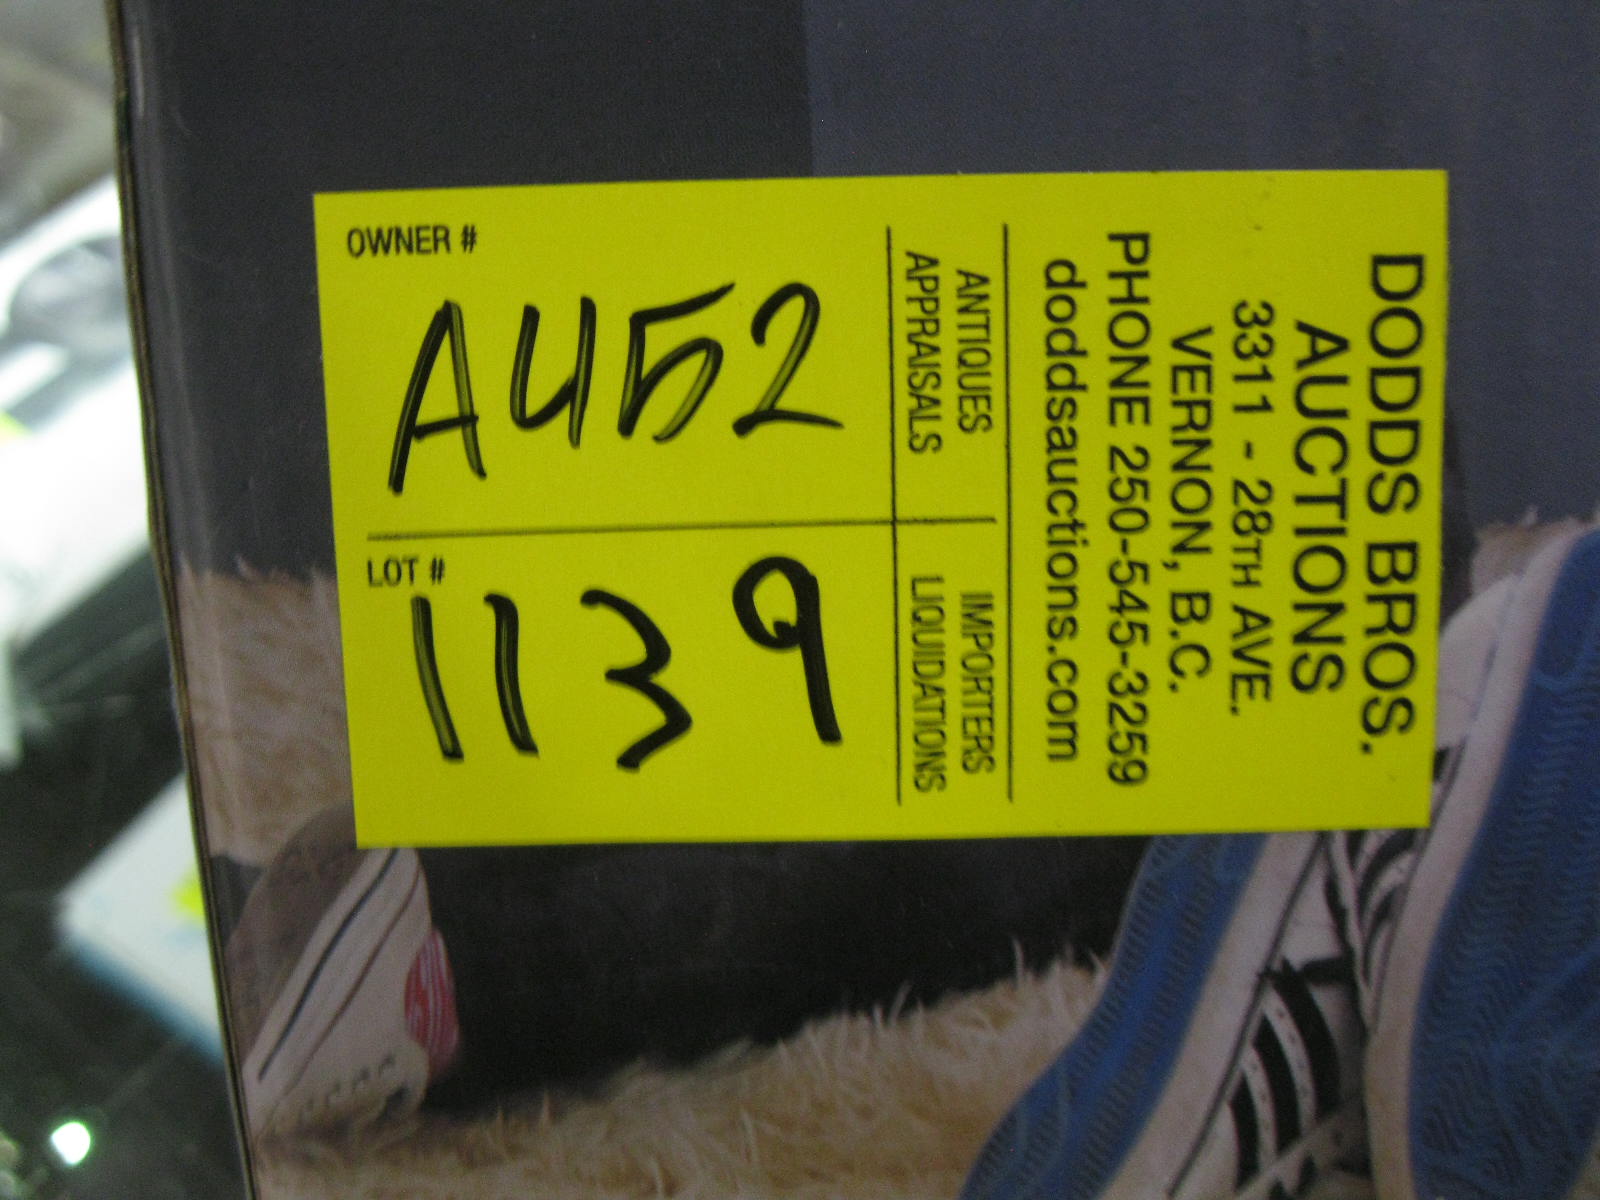 OWNER #
AU52
LOT #
1139
ANTIQUES
APPRAISALS
IMPORTERS
LIQUIDATIONS
DODDS BROS.
AUCTIONS
3311 - 28TH AVE.
VERNON, B.C.
PHONE 250-545-3259
doddsauctions.com